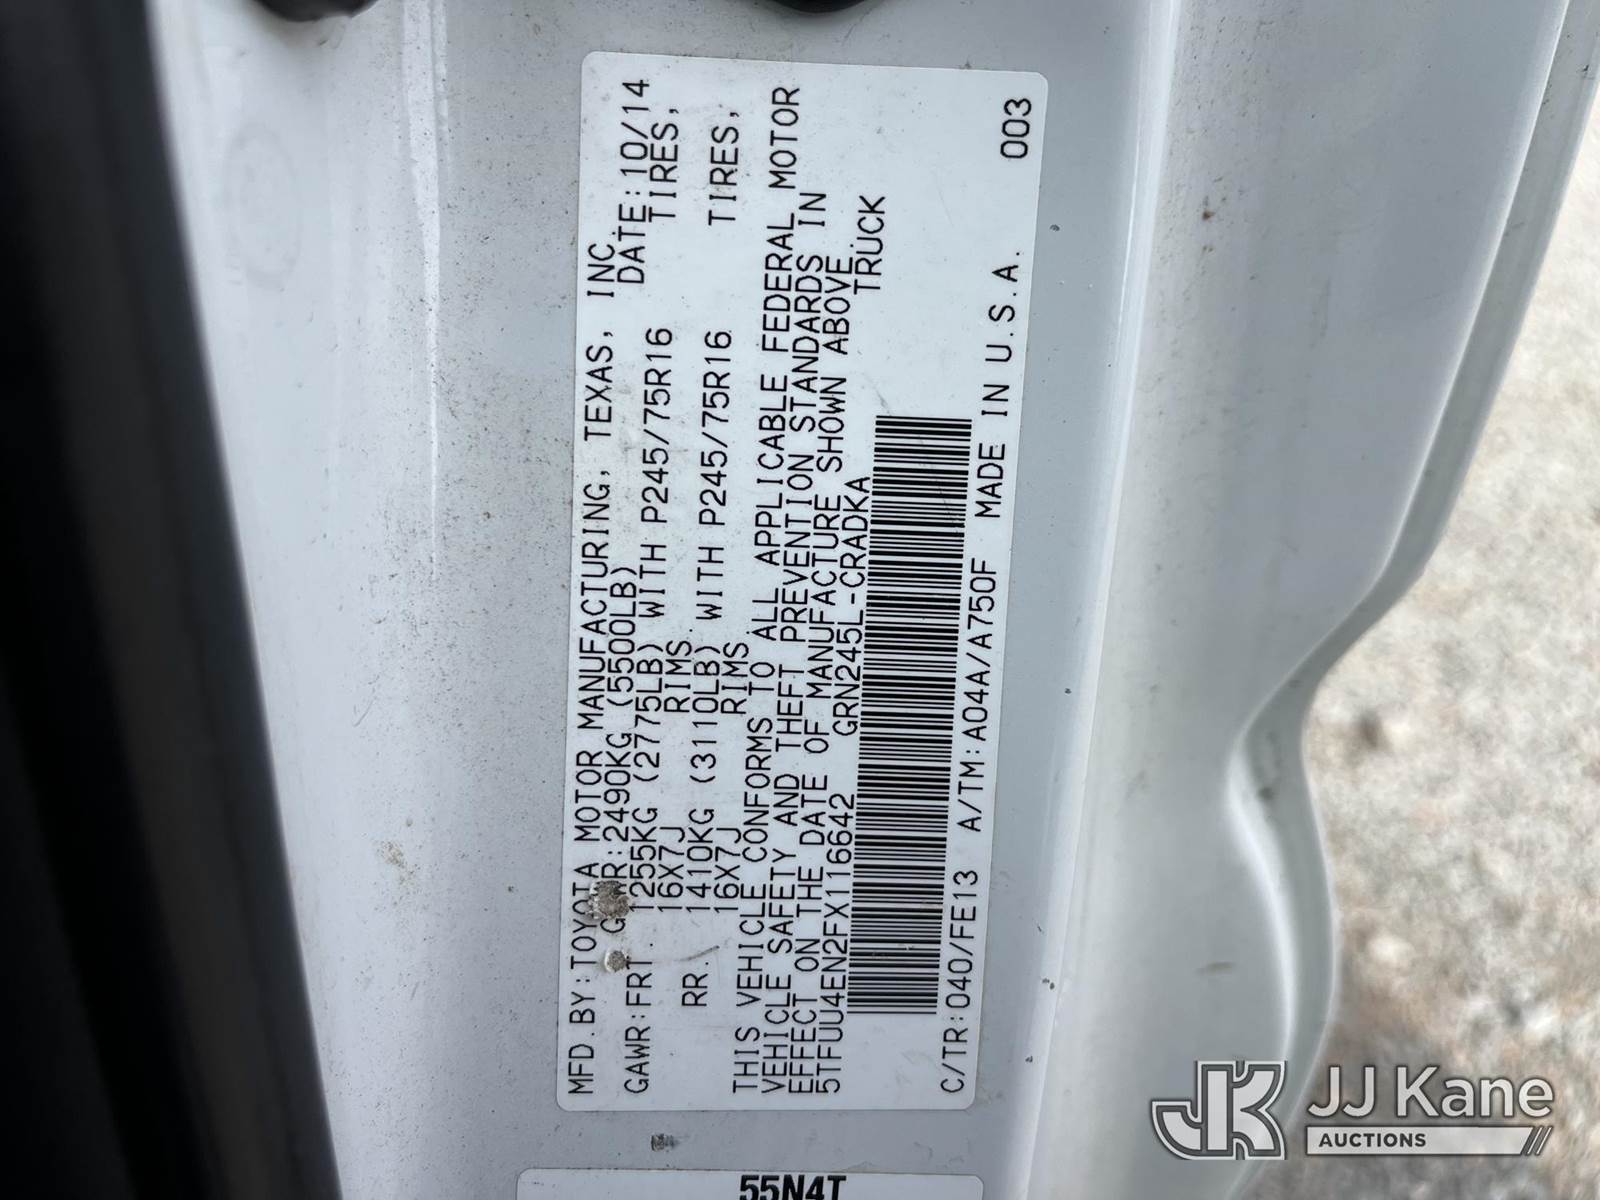 MFD.BY:TOYOTA MOTOR MANUFACTURING, TEXAS, INC.
GVWR:2490KG (5500LB) DATE:10/14
GAWR:FRT. 1255KG (2775LB) WITH P245/75R16 TIRES,
16X7J RIMS.
RR. 1410KG (3110LB) WITH P245/75R16 TIRES,
16X7J RIMS
THIS VEHICLE CONFORMS TO ALL APPLICABLE FEDERAL MOTOR
VEHICLE SAFETY AND THEFT PREVENTION STANDARDS IN
EFFECT ON THE DATE OF MANUFACTURE SHOWN ABOVE.
5TFUU4EN2FX116642 GRN245L-CRADKA TRUCK
C/TR:040/FE13 A/TM:A04A/A750F MADE IN U.S.A. 003
55N4T
JK JJ Kane
AUCTIONS